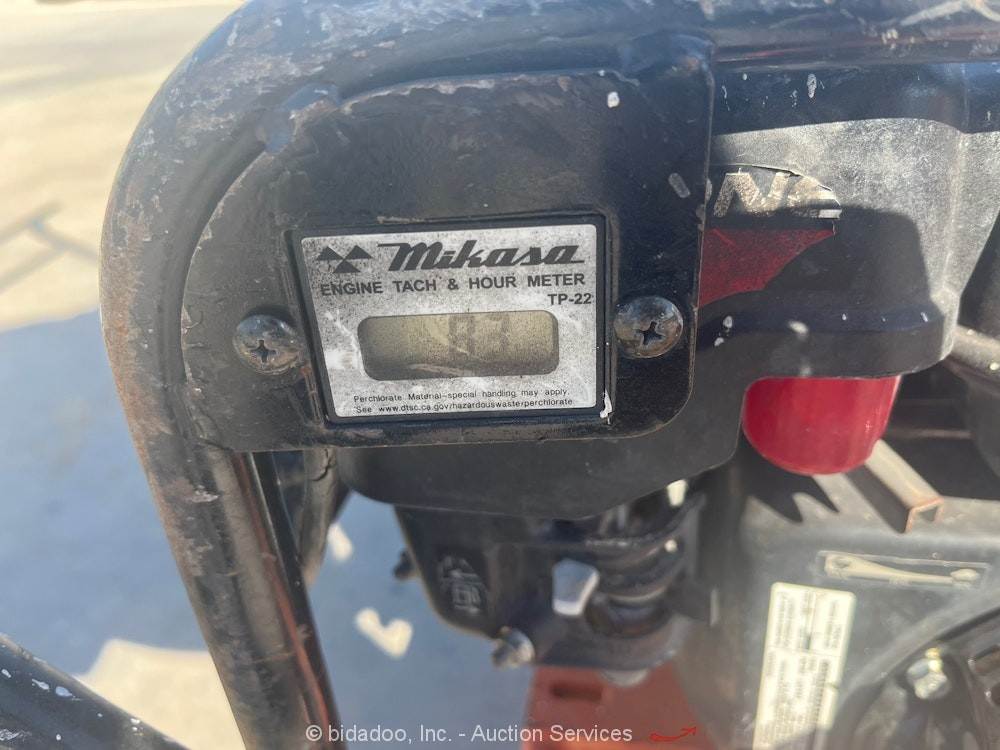 Mikasa
ENGINE TACH & HOUR METER
TP-22
Perchlorate Material-special handling may apply.
See www.dtsc.ca.gov/hazardouswaste/perchlorate
©bidadoo, Inc. - Auction Services